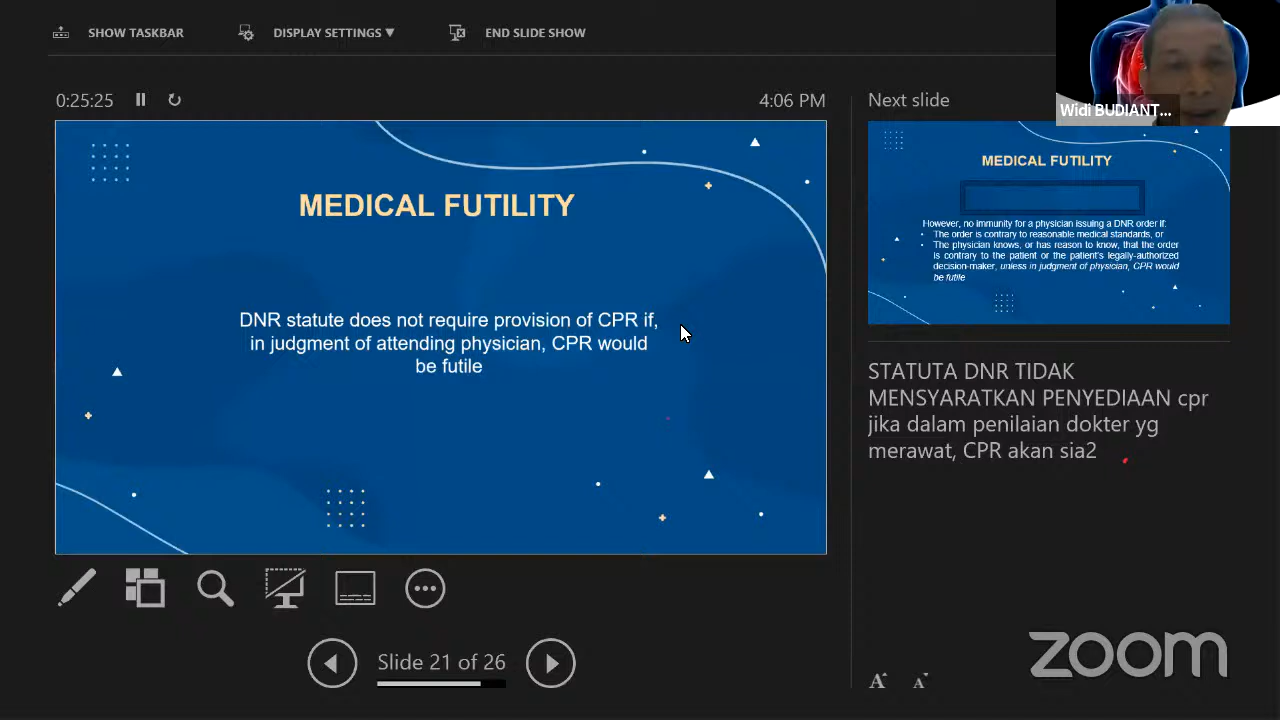 SHOW TASKBAR
DISPLAY SETTINGS ▼
END SLIDE SHOW
Widi BUDIANT...
0:25:25
4:06 PM
Next slide
MEDICAL FUTILITY
DNR statute does not require provision of CPR if,
in judgment of attending physician, CPR would
be futile
MEDICAL FUTILITY
However, no immunity for a physician issuing a DNR order if:
• The order is contrary to reasonable medical standards, or
• The physician knows, or has reason to know, that the order
is contrary to the patient or the patient's legally-authorized
decision-maker, unless in judgment of physician, CPR would
be futile
STATUTA DNR TIDAK
MENSYARATKAN PENYEDIAAN cpr
jika dalam penilaian dokter yg
merawat, CPR akan sia2
Slide 21 of 26
A A
zoom